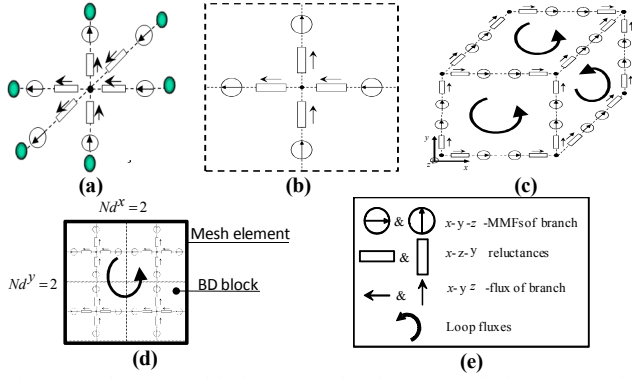 (a)
(b)
y
z
x
(c)
Nd^x = 2
Nd^y = 2
Mesh element
BD block
(d)
& x-y-z -MMFs of branch
& x-z-y reluctances
& x-y z -flux of branch
Loop fluxes
(e)